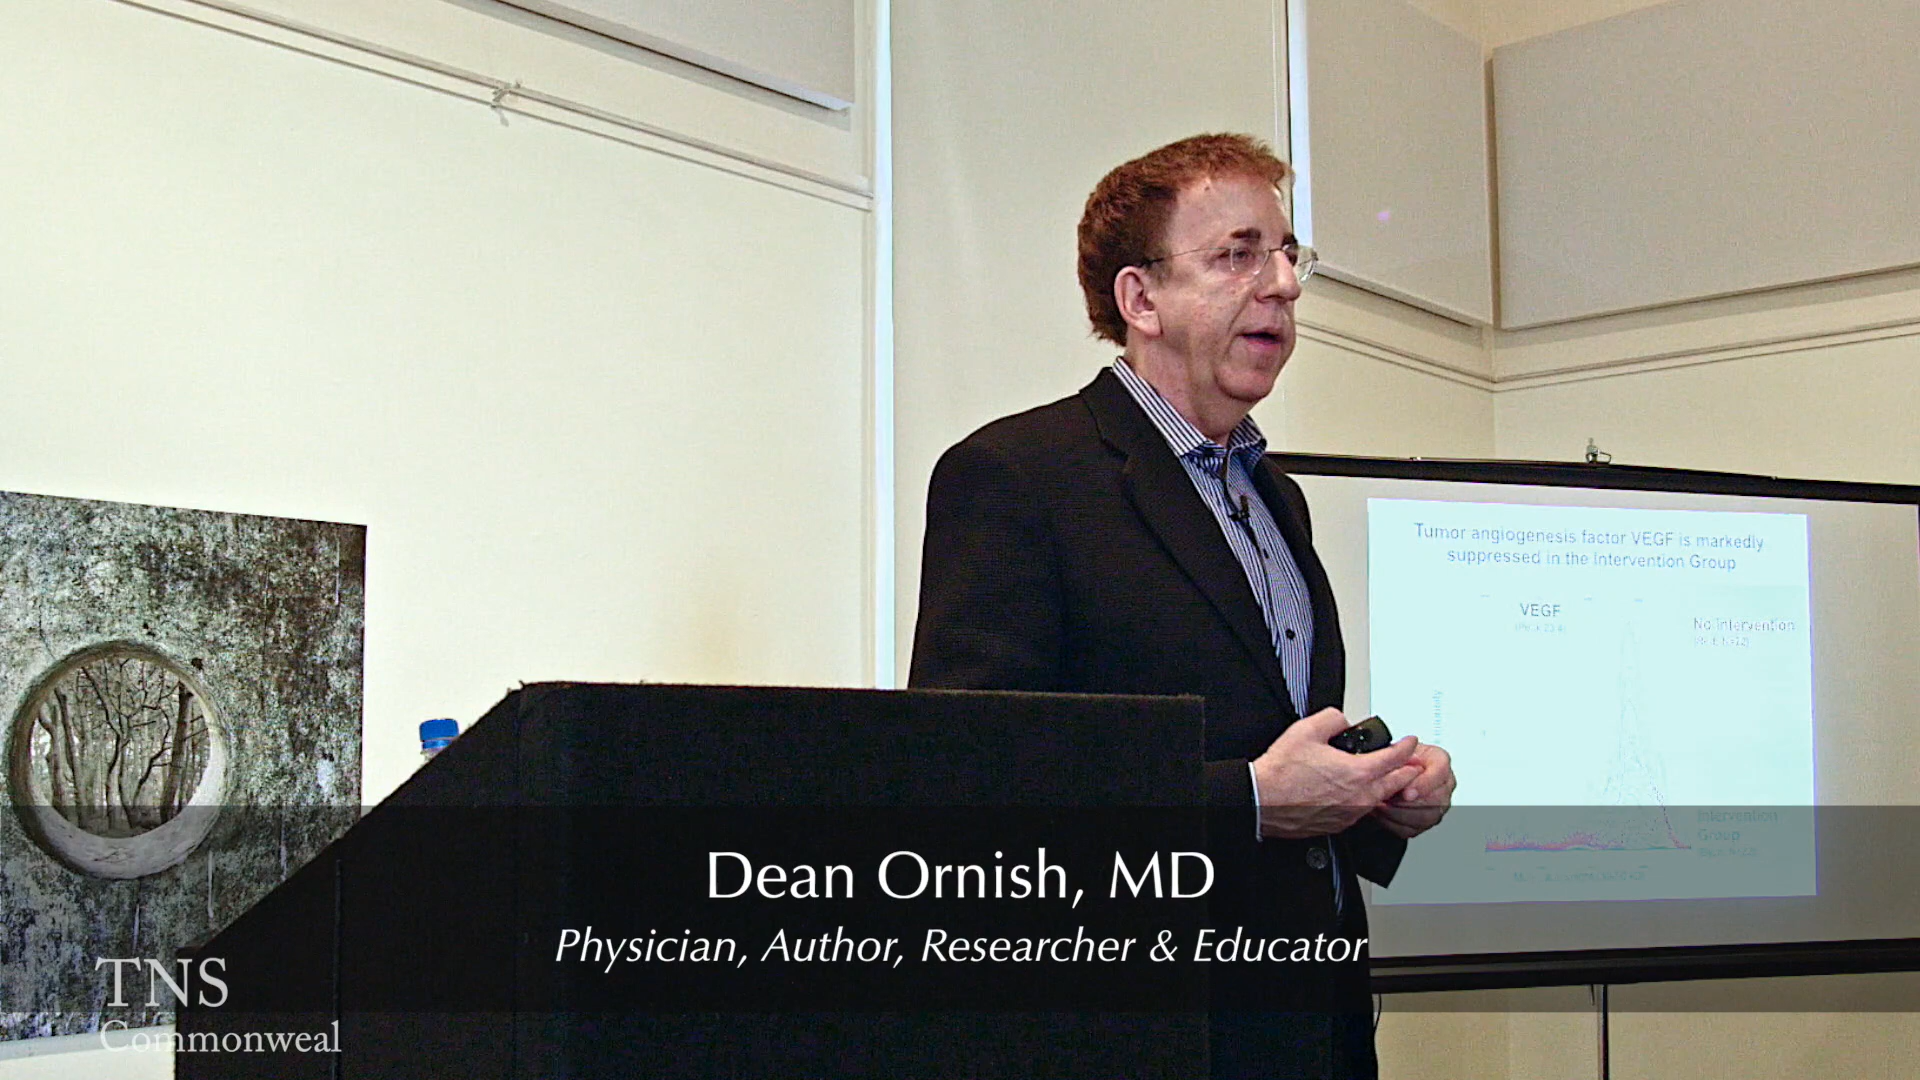 Tumor angiogenesis factor VEGF is markedly
suppressed in the Intervention Group
VEGF
No Intervention
Intervention
Group
Dean Ornish, MD
Physician, Author, Researcher & Educator
TNS
Commonweal